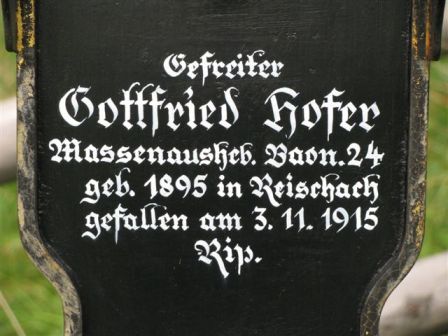 Gefreiter
Gottfried Hofer
Massenausheb. Baon. 24
geb. 1895 in Reischach
gefallen am 3. 11. 1915
Rip.